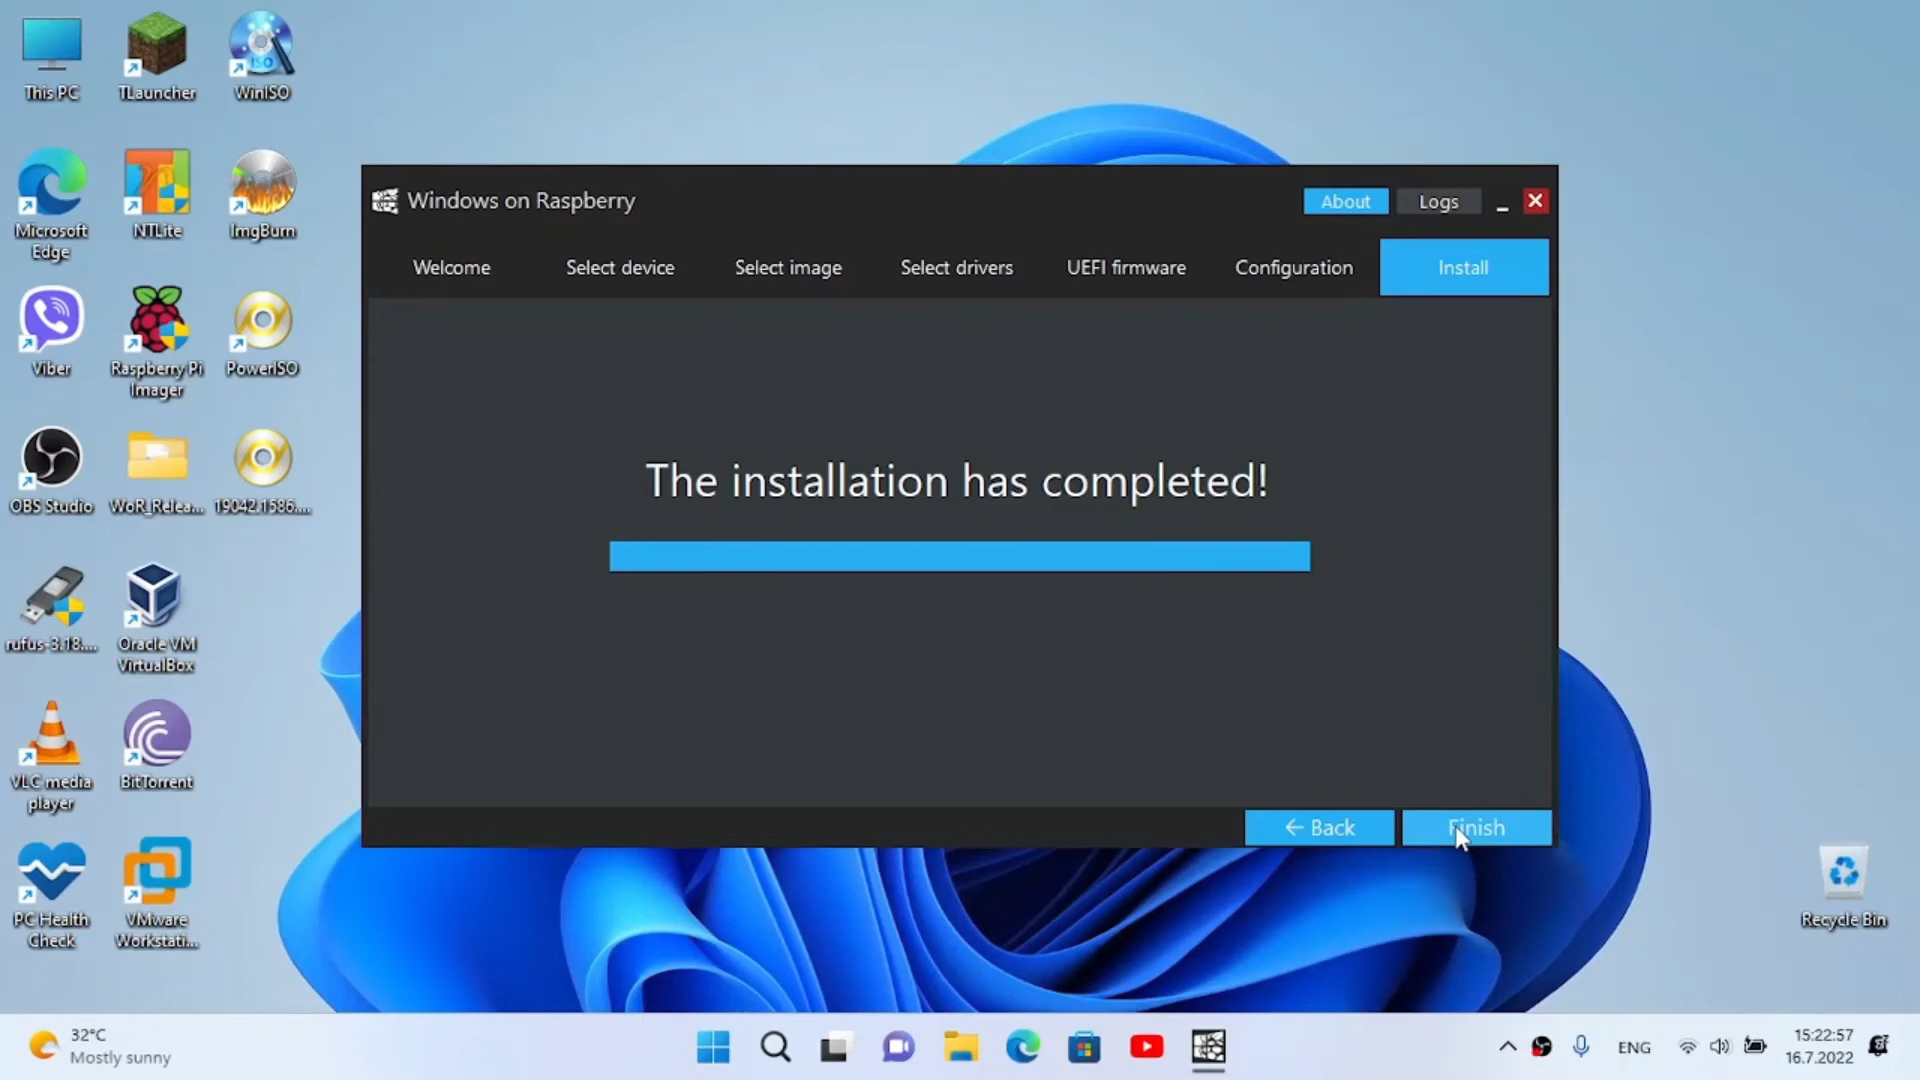 This PC
TLauncher
WinISO
ISO
Microsoft
Edge
NTLite
ImgBurn
Viber
Raspberry Pi
Imager
PowerISO
OBS Studio
WoR_Relea...
19042.1586....
rufus-3.18....
Oracle VM
VirtualBox
VLC media
player
BitTorrent
PC Health
Check
VMware
Workstati...
Windows on Raspberry
About
Logs
Welcome
Select device
Select image
Select drivers
UEFI firmware
Configuration
Install
The installation has completed!
← Back
Finish
Recycle Bin
32°C
Mostly sunny
ENG
15:22:57
16.7.2022